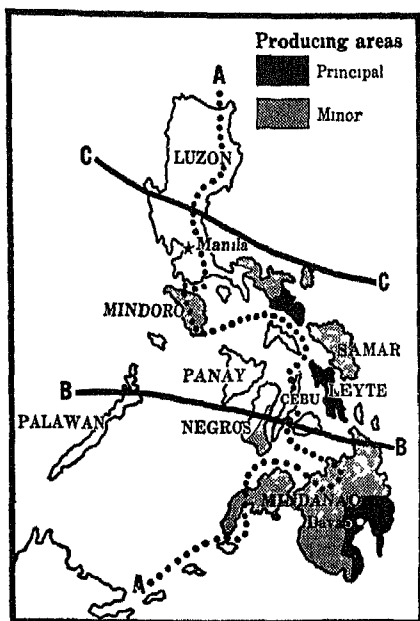 Producing areas
Principal
Minor
A
LUZON
C
Manila
C
MINDORO
SAMAR
PANAY
LEYTE
CEBU
B
PALAWAN
NEGROS
B
MINDANAO
Davao
A